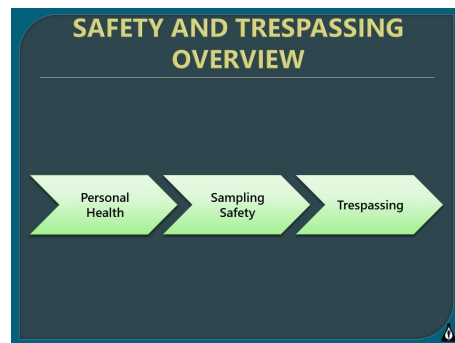 SAFETY AND TRESPASSING
OVERVIEW
Personal
Health
Sampling
Safety
Trespassing